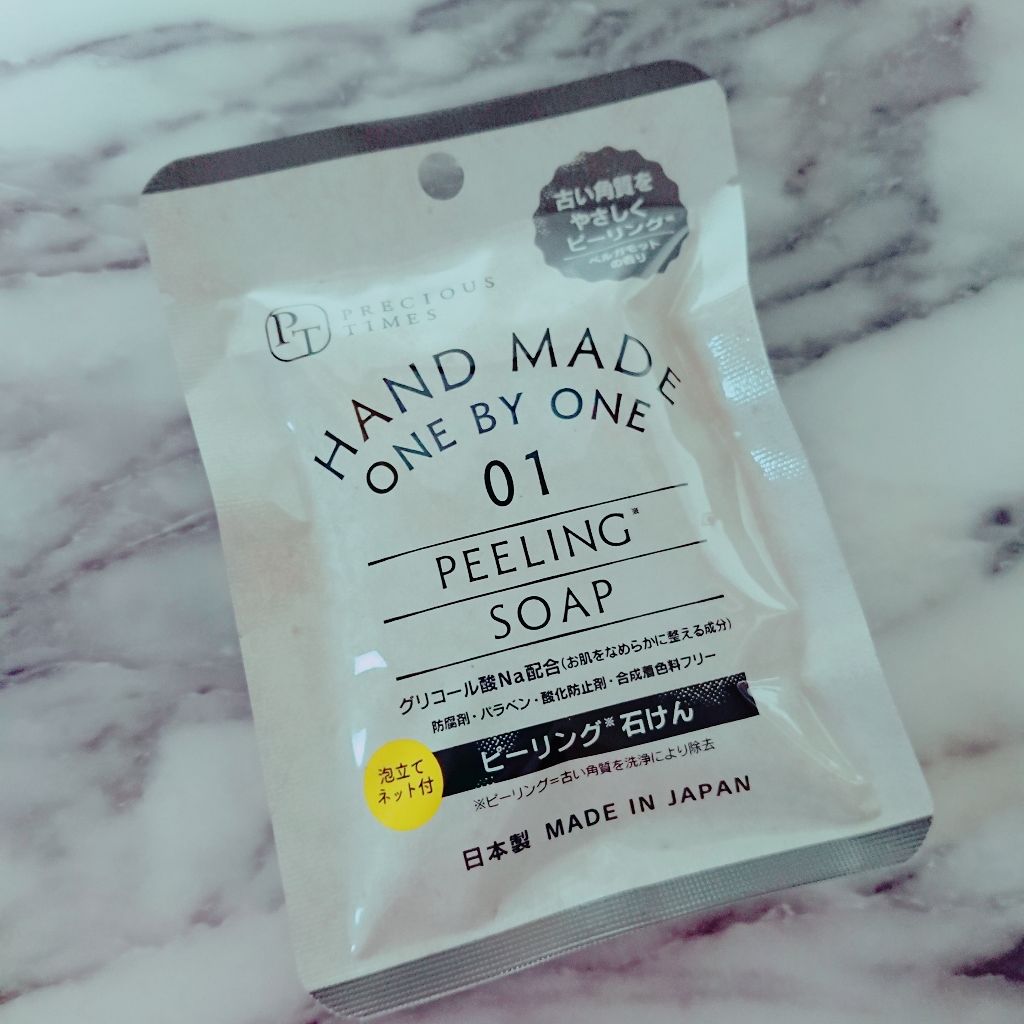 古い角質を
やさしく
ピーリング※
ベルガモット
の香り
PT
PRECIOUS
TIMES
HAND MADE
ONE BY ONE
01
PEELING※
SOAP
グリコール酸Na配合(お肌をなめらかに整える成分)
防腐剤・パラベン・酸化防止剤・合成着色料フリー
ピーリング※石けん
泡立て
ネット付
※ピーリング=古い角質を洗浄により除去
日本製 MADE IN JAPAN